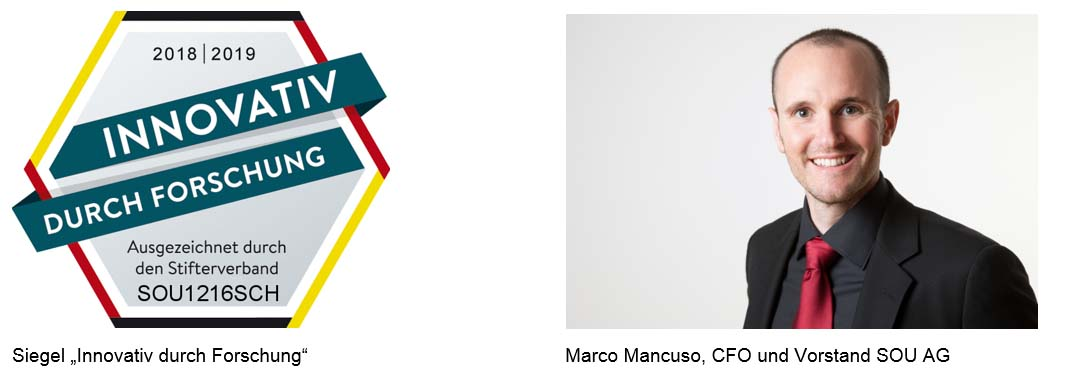 2018|2019
INNOVATIV
DURCH FORSCHUNG
Ausgezeichnet durch
den Stifterverband
SOU1216SCH
Siegel „Innovativ durch Forschung“
Marco Mancuso, CFO und Vorstand SOU AG